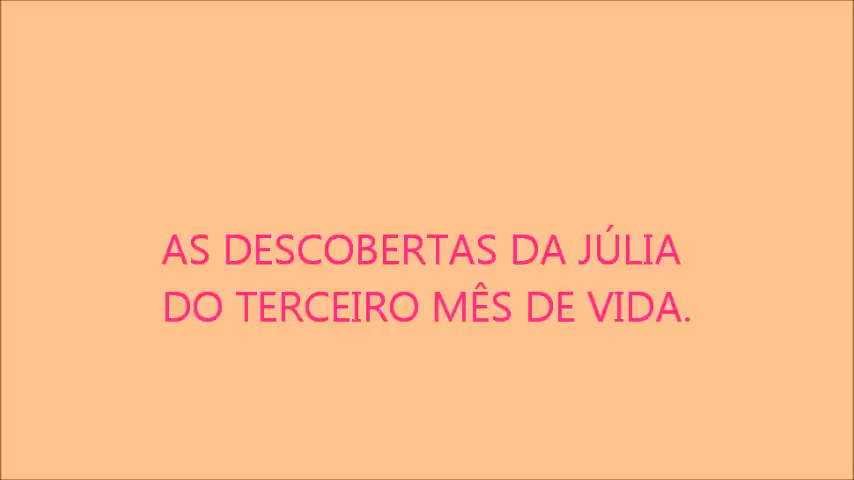 AS DESCOBERTAS DA JÚLIA
DO TERCEIRO MÊS DE VIDA.